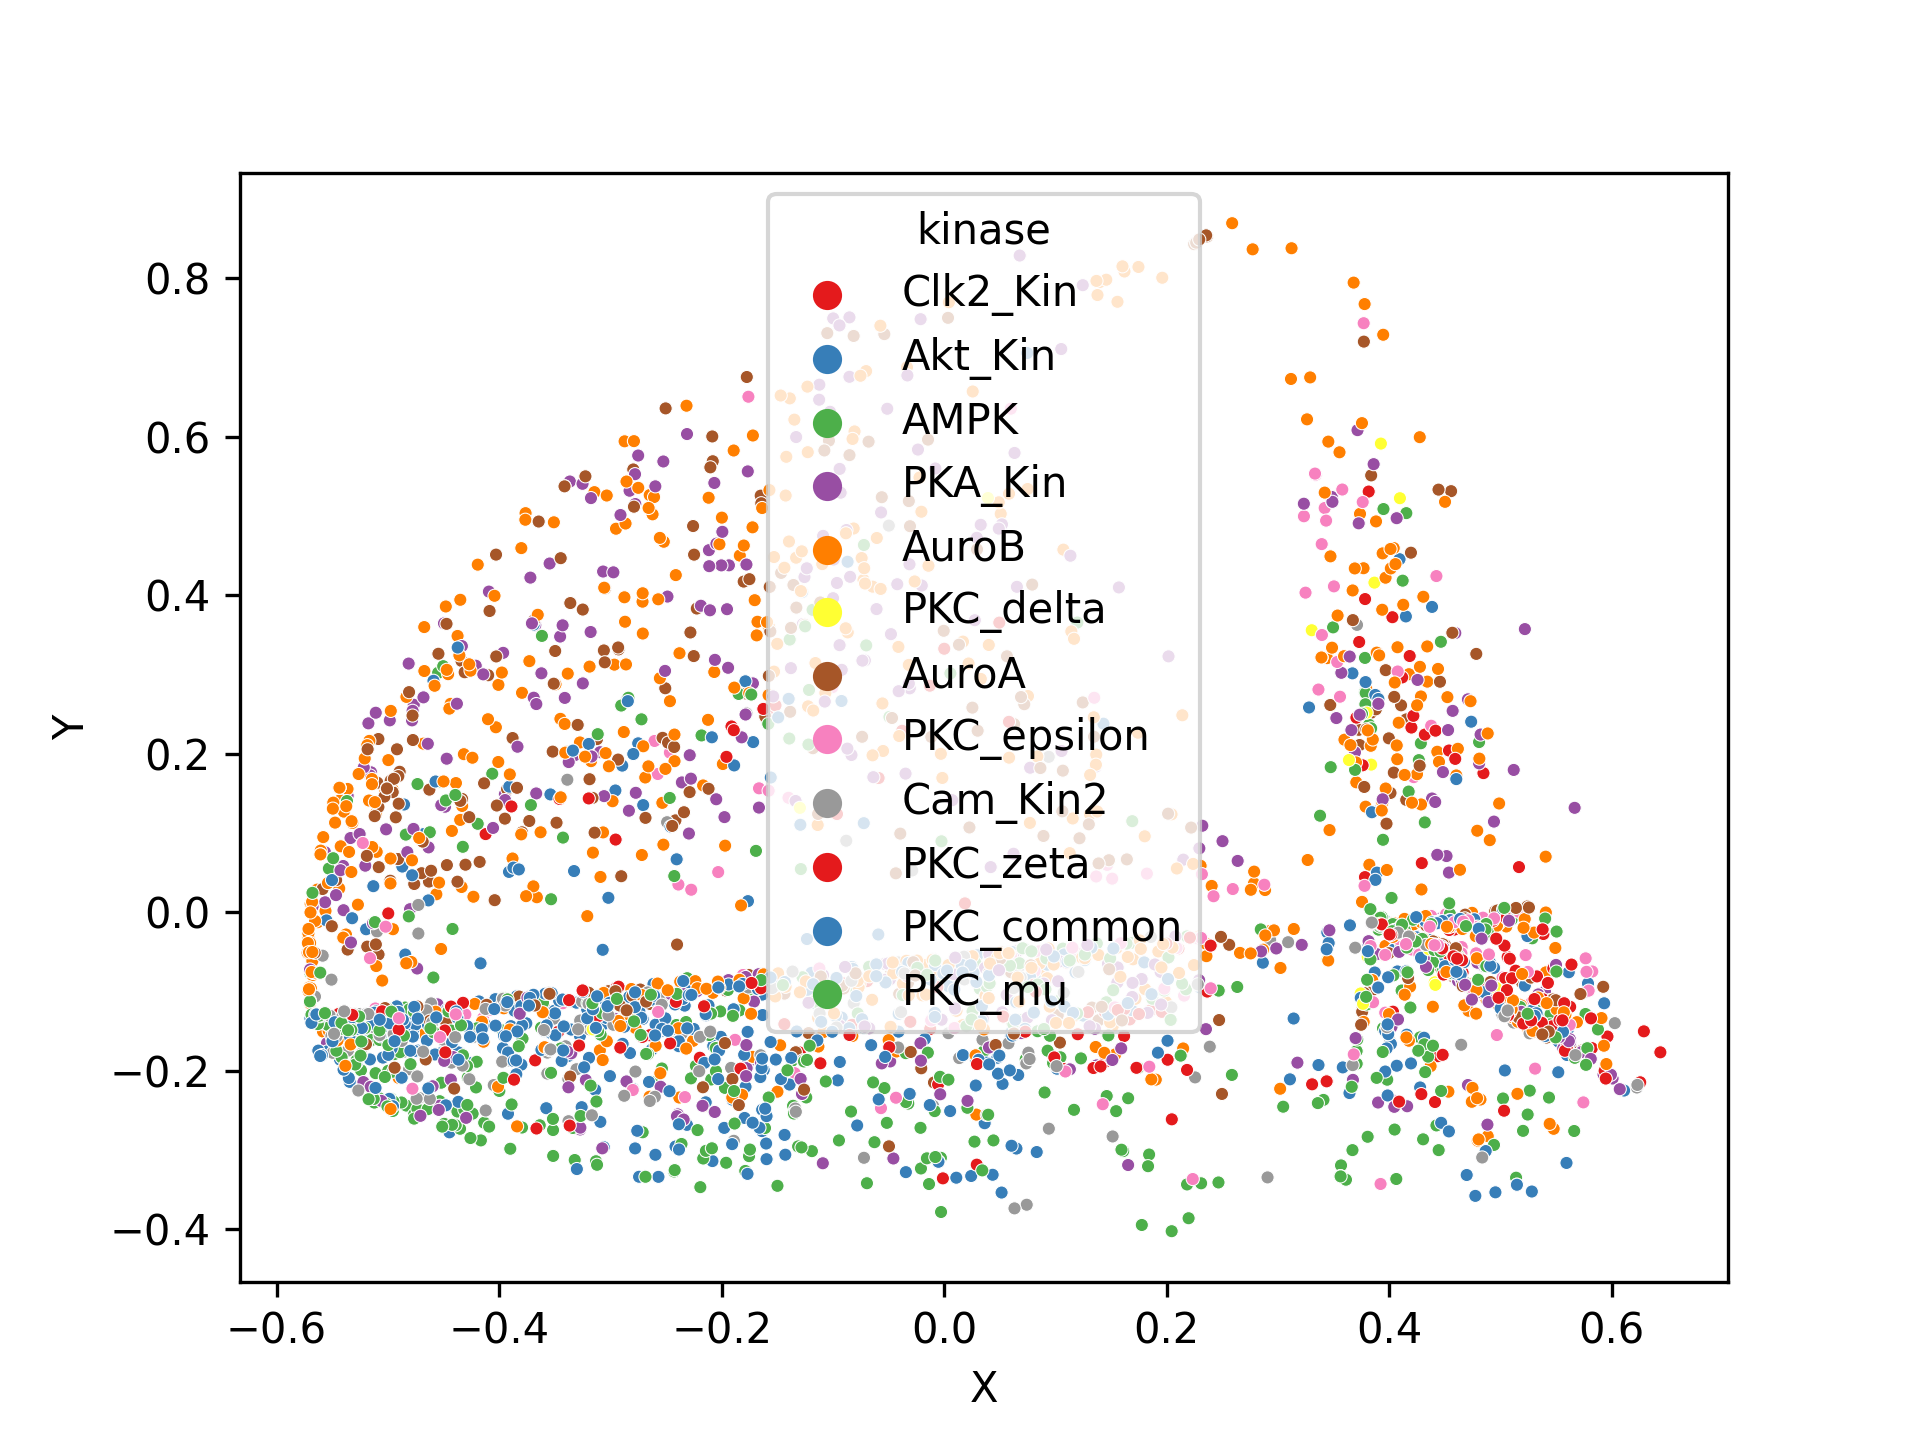 kinase
Clk2_Kin
Akt_Kin
AMPK
PKA_Kin
AuroB
PKC_delta
AuroA
PKC_epsilon
Cam_Kin2
PKC_zeta
PKC_common
PKC_mu
Y
0.8
0.6
0.4
0.2
0.0
−0.2
−0.4
−0.6 −0.4 −0.2 0.0 0.2 0.4 0.6
X